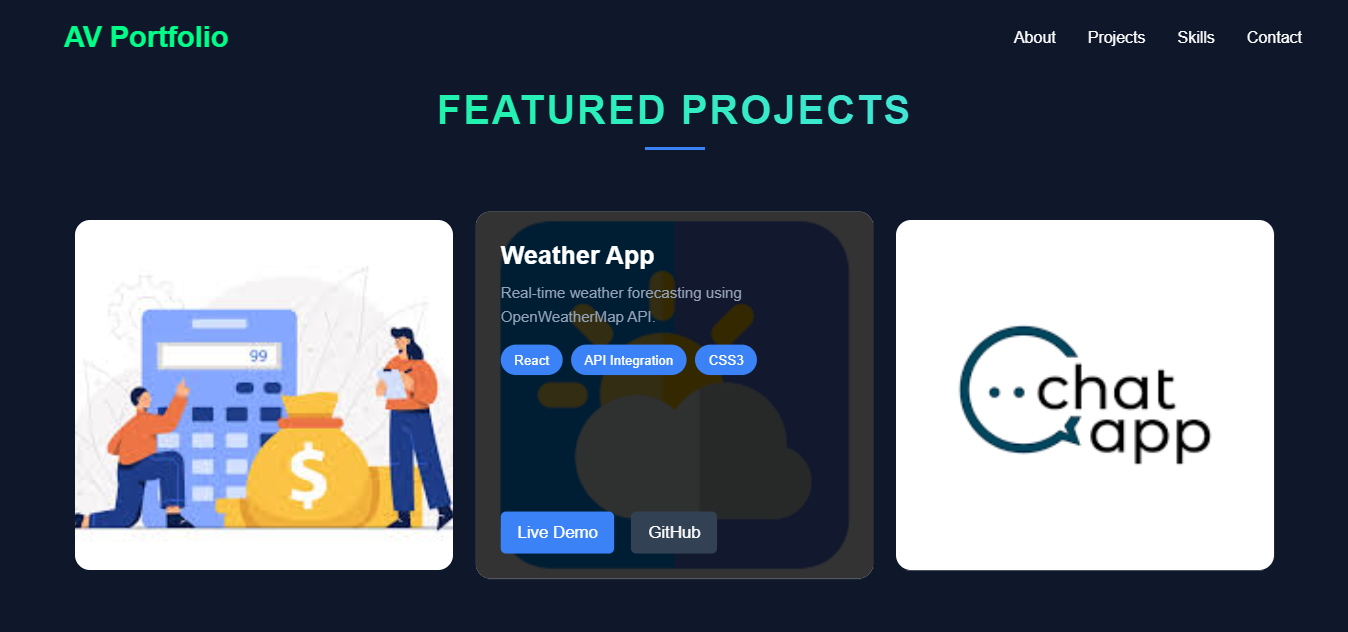 AV Portfolio
About Projects Skills Contact
FEATURED PROJECTS
99
$
Weather App
Real-time weather forecasting using
OpenWeatherMap API.
React API Integration CSS3
Live Demo GitHub
chat
app